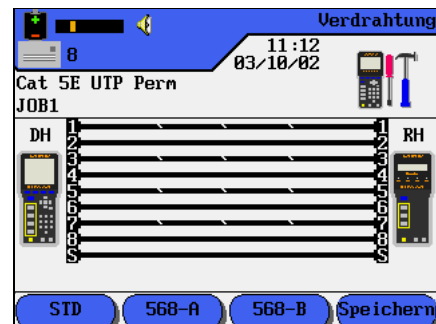 Verdrahtung
8
11:12
03/10/02
Cat 5E UTP Perm
JOB1
DH
RH
1 1
2 2
3 3
4 4
5 5
6 6
7 7
8 8
S S
STD
568-A
568-B
Speichern